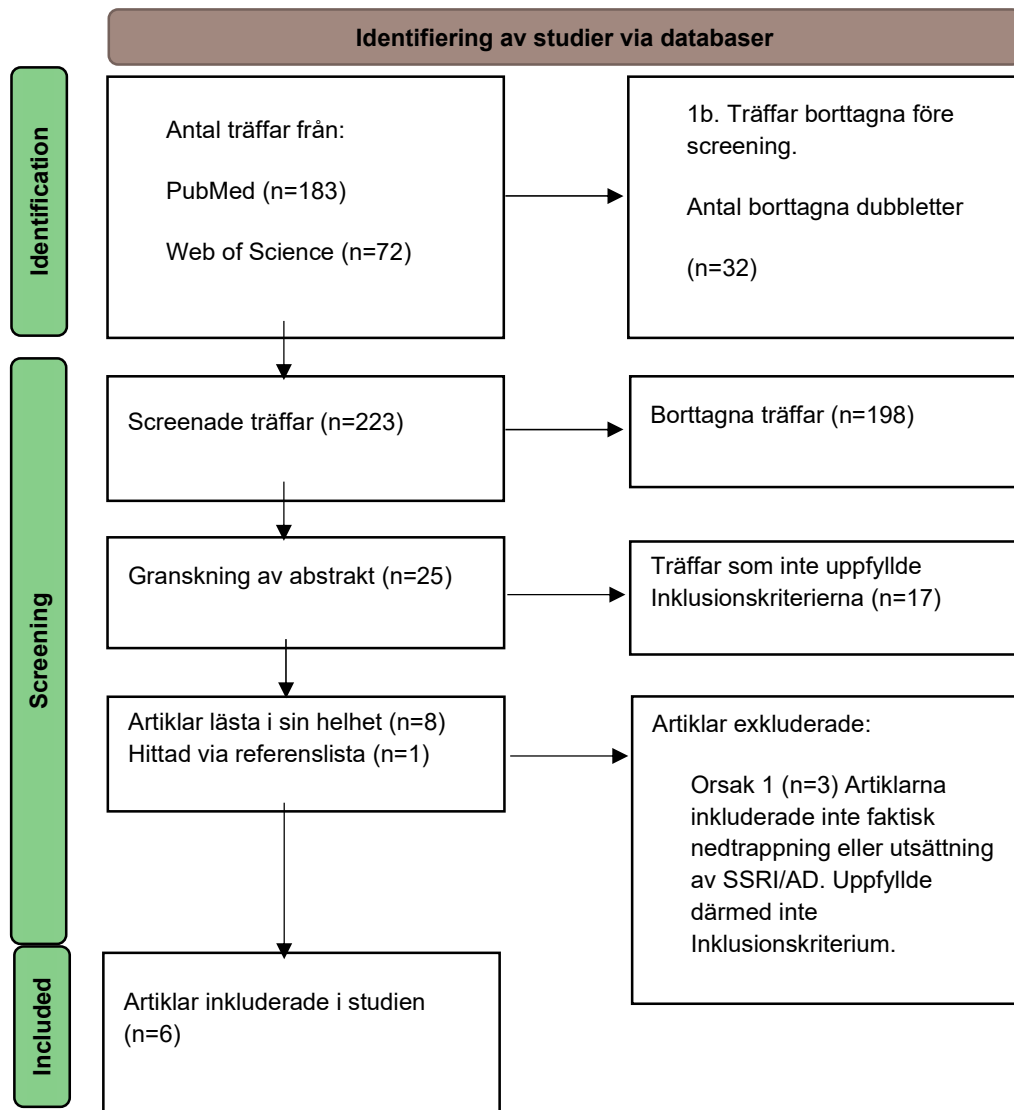 Identifiering av studier via databaser
Identification
Antal träffar från:
PubMed (n=183)
Web of Science (n=72)
1b. Träffar borttagna före
screening.
Antal borttagna dubbletter
(n=32)
Screening
Screenade träffar (n=223)
Borttagna träffar (n=198)
Granskning av abstrakt (n=25)
Träffar som inte uppfyllde
Inklusionskriterierna (n=17)
Artiklar lästa i sin helhet (n=8)
Hittad via referenslista (n=1)
Artiklar exkluderade:
Orsak 1 (n=3) Artiklarna
inkluderade inte faktisk
nedtrappning eller utsättning
av SSRI/AD. Uppfyllde
därmed inte
Inklusionskriterium.
Included
Artiklar inkluderade i studien
(n=6)